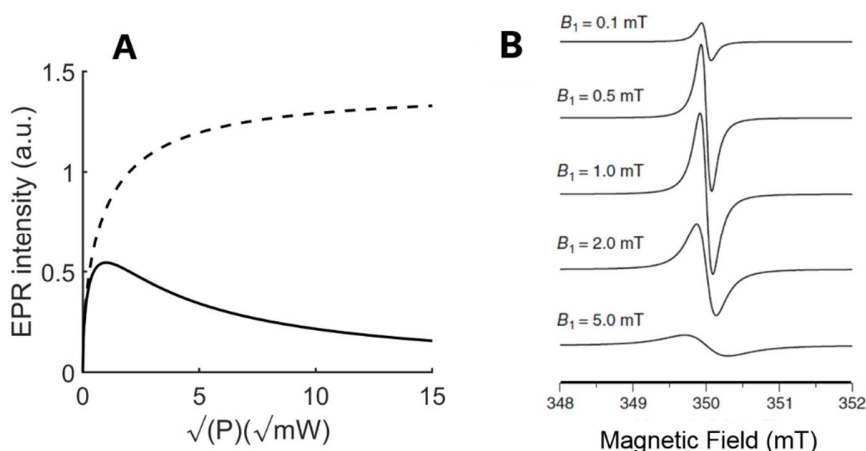 A
EPR intensity (a.u.)
1.5
1
0.5
0
0 5 10 15
√(P)(√mW)
B
B₁ = 0.1 mT
B₁ = 0.5 mT
B₁ = 1.0 mT
B₁ = 2.0 mT
B₁ = 5.0 mT
348 349 350 351 352
Magnetic Field (mT)